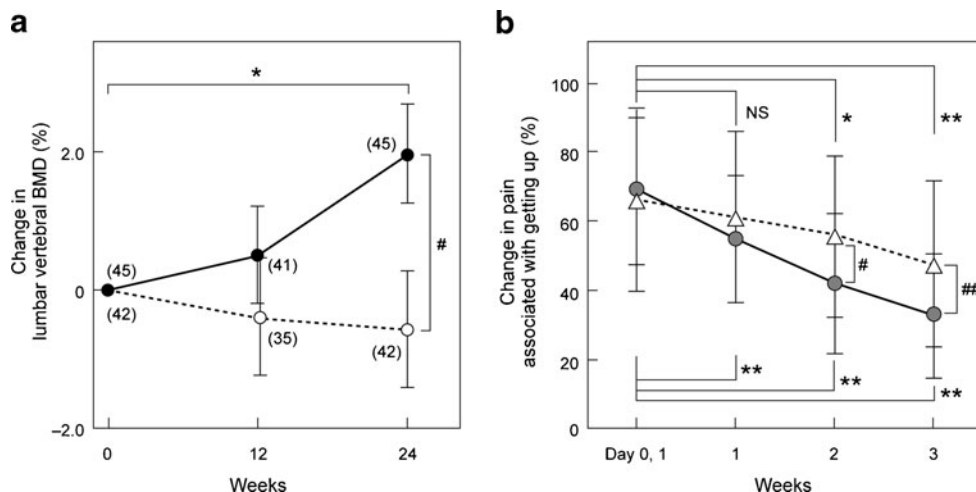 a
Change in
lumbar vertebral BMD (%)
2.0
0
–2.0
*
(45)
(45)
(41)
(42)
(35)
(42)
#
0 12 24
Weeks
b
Change in pain
associated with getting up (%)
100
80
60
40
20
0
NS
*
**
#
##
**
**
**
Day 0, 1 1 2 3
Weeks